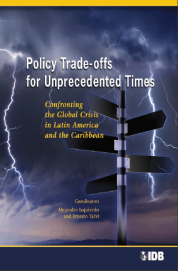 Policy Trade-offs
for Unprecedented Times
Confronting
the Global Crisis
in Latin America
and the Caribbean
Coordinators
Alejandro Izquierdo
and Ernesto Talvi
IDB